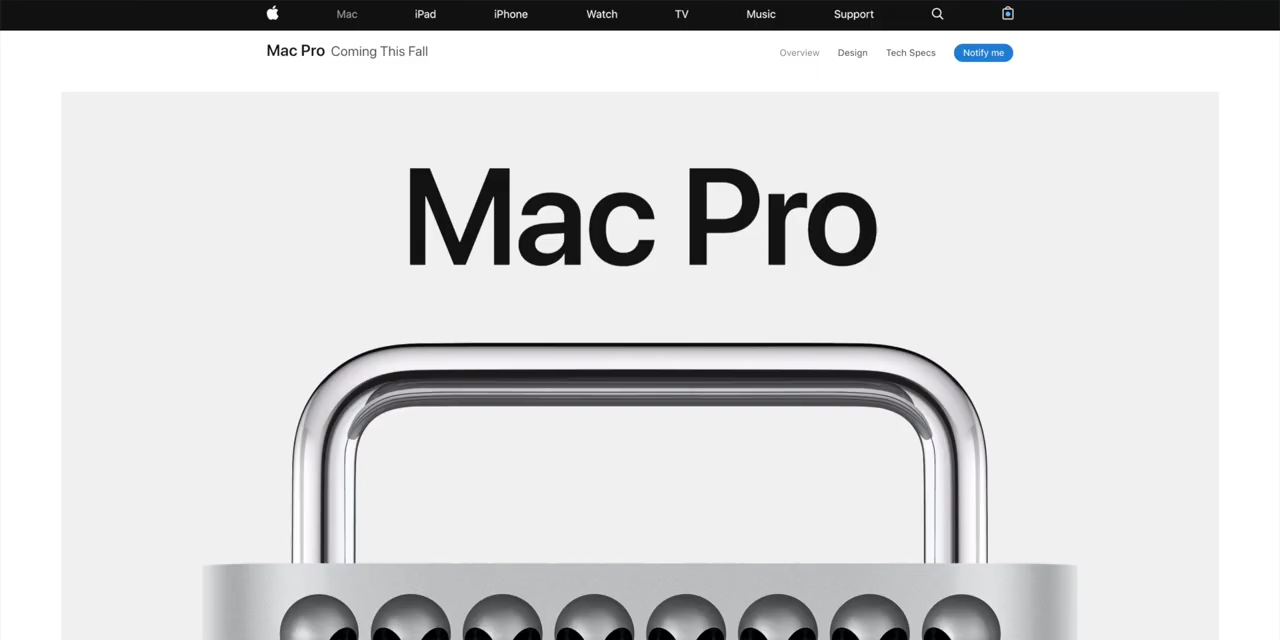 Mac iPad iPhone Watch TV Music Support
Mac Pro Coming This Fall Overview Design Tech Specs Notify me
Mac Pro